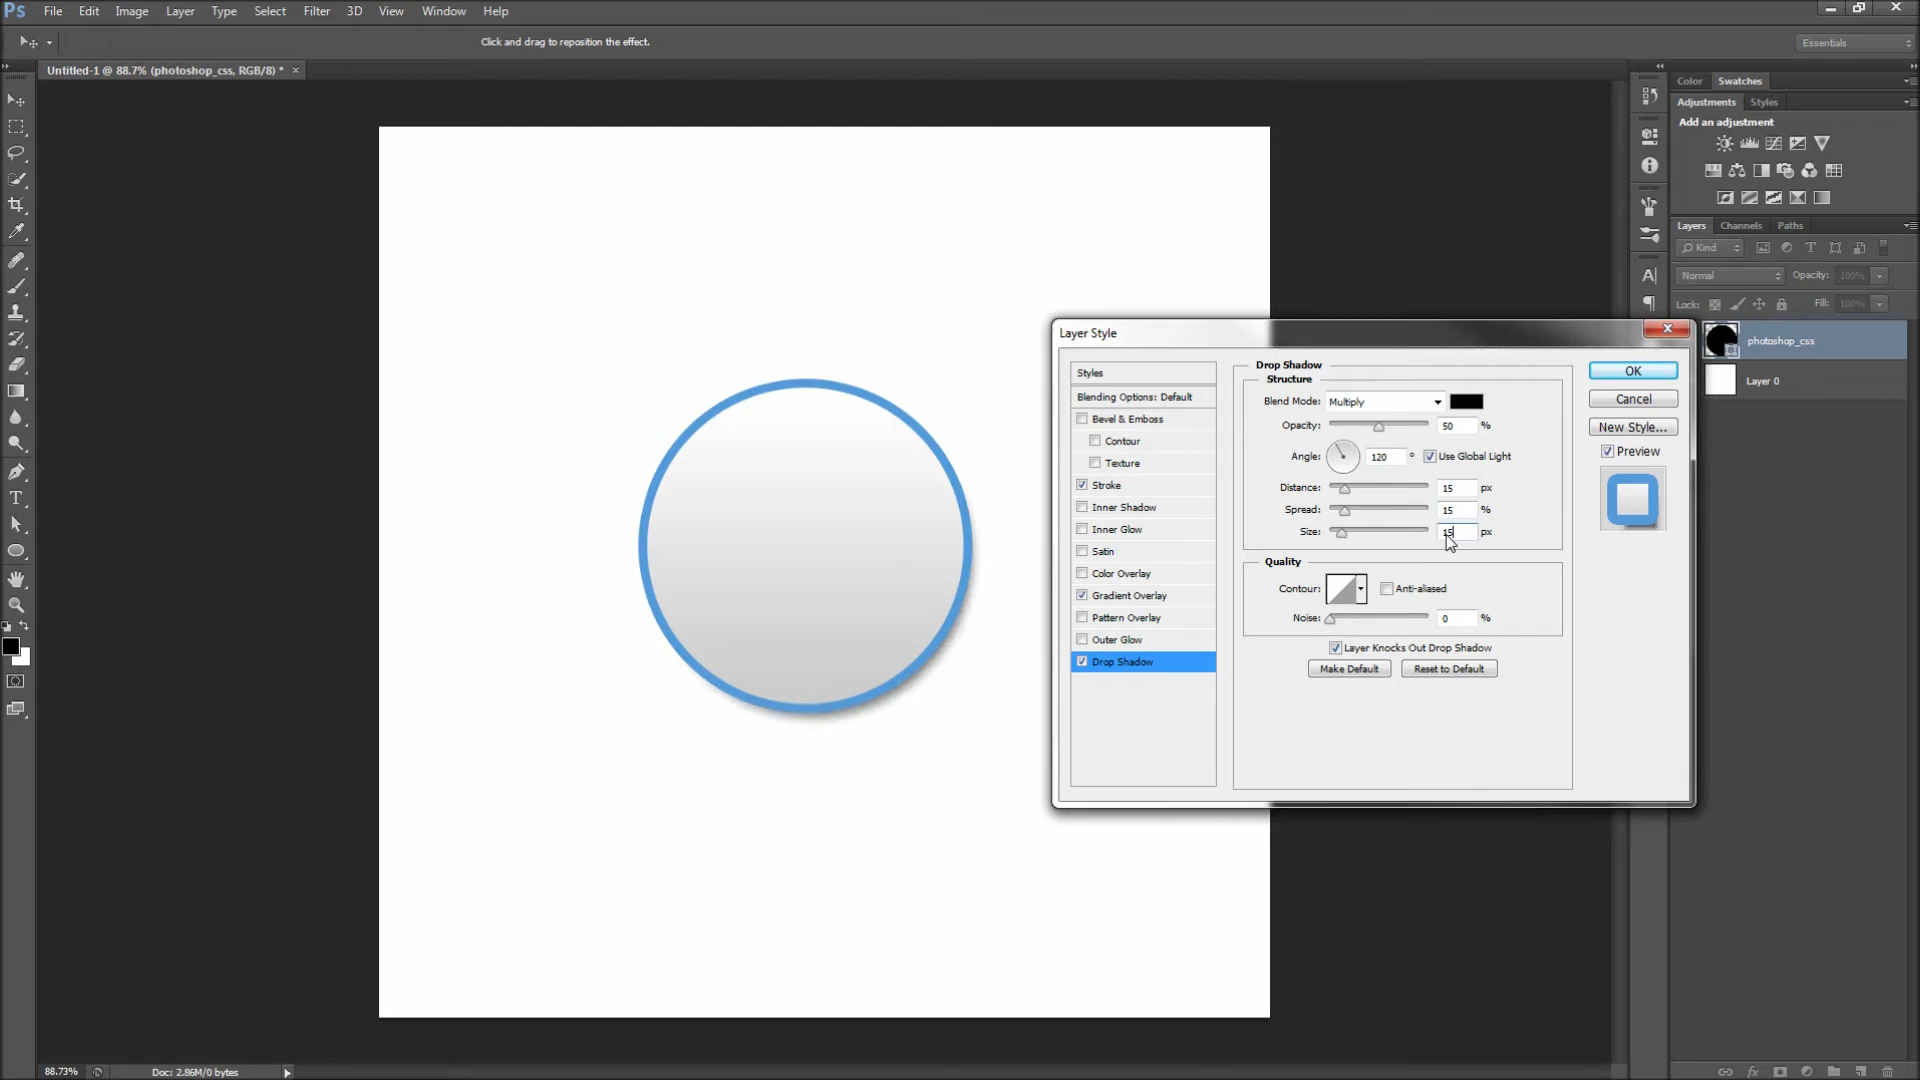 Ps File Edit Image Layer Type Select Filter 3D View Window Help
Click and drag to reposition the effect.
Essentials
Untitled-1 @ 88.7% (photoshop_css, RGB/8) * ×
Color Swatches
Adjustments Styles
Add an adjustment
Layers Channels Paths
Kind
Normal Opacity: 100%
Lock: Fill: 100%
photoshop_css
Layer 0
Layer Style
Styles
Blending Options: Default
Bevel & Emboss
Contour
Texture
Stroke
Inner Shadow
Inner Glow
Satin
Color Overlay
Gradient Overlay
Pattern Overlay
Outer Glow
Drop Shadow
Drop Shadow
Structure
Blend Mode: Multiply
Opacity: 50 %
Angle: 120 ° Use Global Light
Distance: 15 px
Spread: 15 %
Size: 15 px
Quality
Contour: Anti-aliased
Noise: 0 %
Layer Knocks Out Drop Shadow
Make Default Reset to Default
OK
Cancel
New Style...
Preview
88.73% Doc: 2.86M/0 bytes